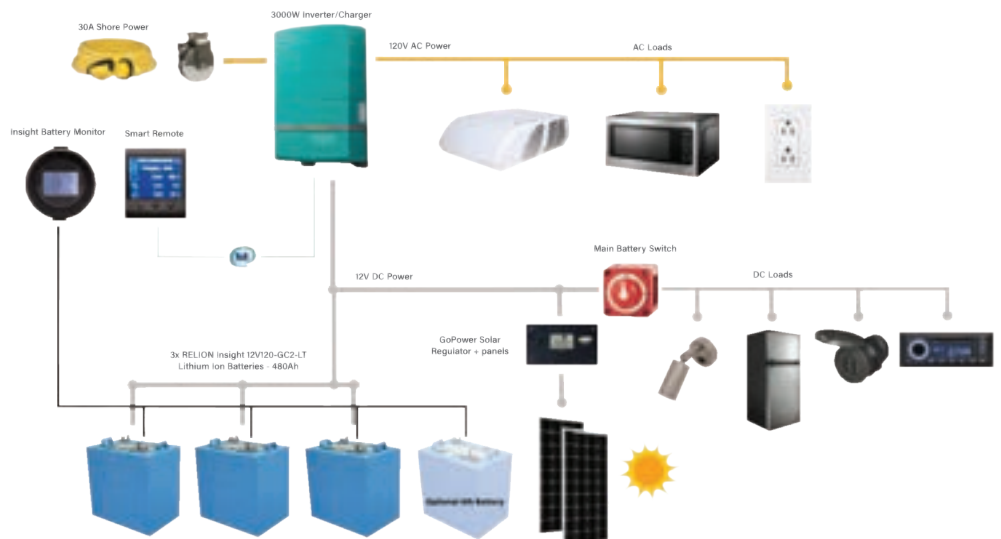 3000W Inverter/Charger
30A Shore Power
120V AC Power
AC Loads
Insight Battery Monitor
Smart Remote
Main Battery Switch
12V DC Power
DC Loads
GoPower Solar
Regulator + panels
3x RELION Insight 12V120-GC2-LT
Lithium Ion Batteries - 480Ah
Optional 4th Battery